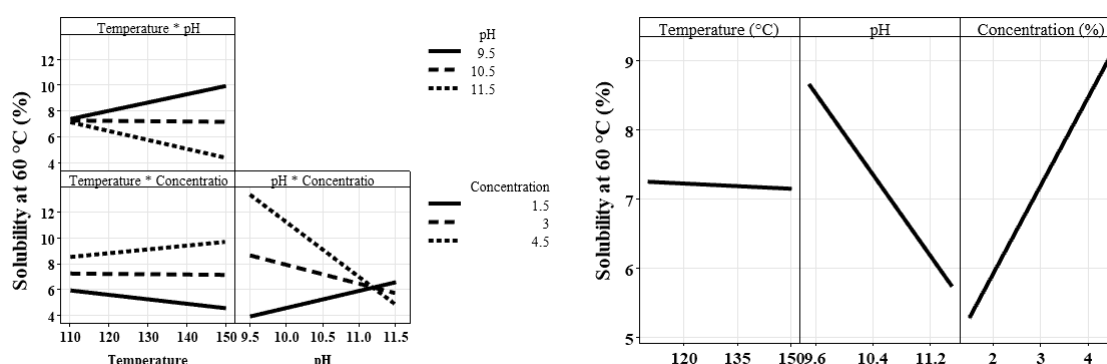 Temperature * pH
pH
9.5
10.5
11.5
12
10
8
6
4
Solubility at 60 °C (%)
Temperature * Concentratio
pH * Concentratio
Concentration
1.5
3
4.5
12
10
8
6
4
110 120 130 140 150 9.5 10.0 10.5 11.0 11.5
Temperature
pH
Temperature (°C)
pH
Concentration (%)
Solubility at 60 °C (%)
9
8
7
6
5
120 135 150 9.6 10.4 11.2 2 3 4